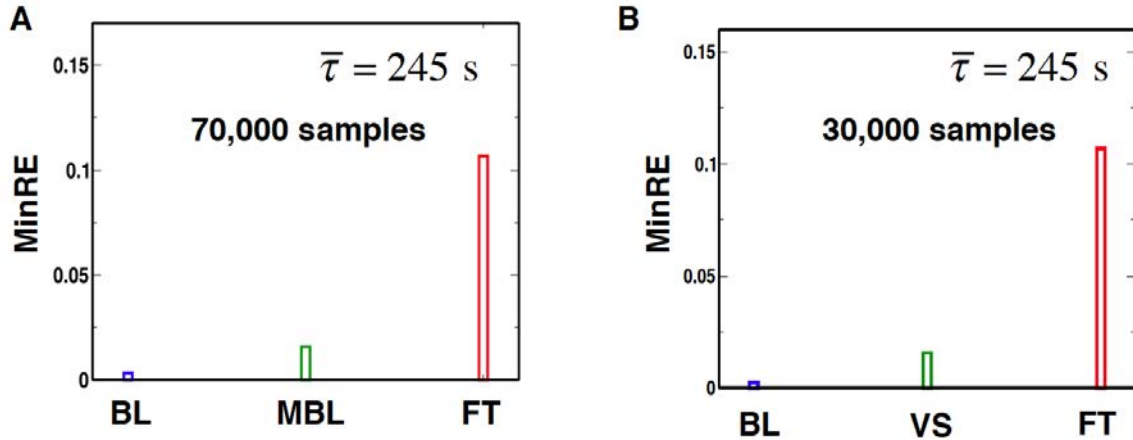 A
τ̄ = 245 s
70,000 samples
MinRE
0.15
0.1
0.05
0
BL MBL FT
B
τ̄ = 245 s
30,000 samples
MinRE
0.15
0.1
0.05
0
BL VS FT